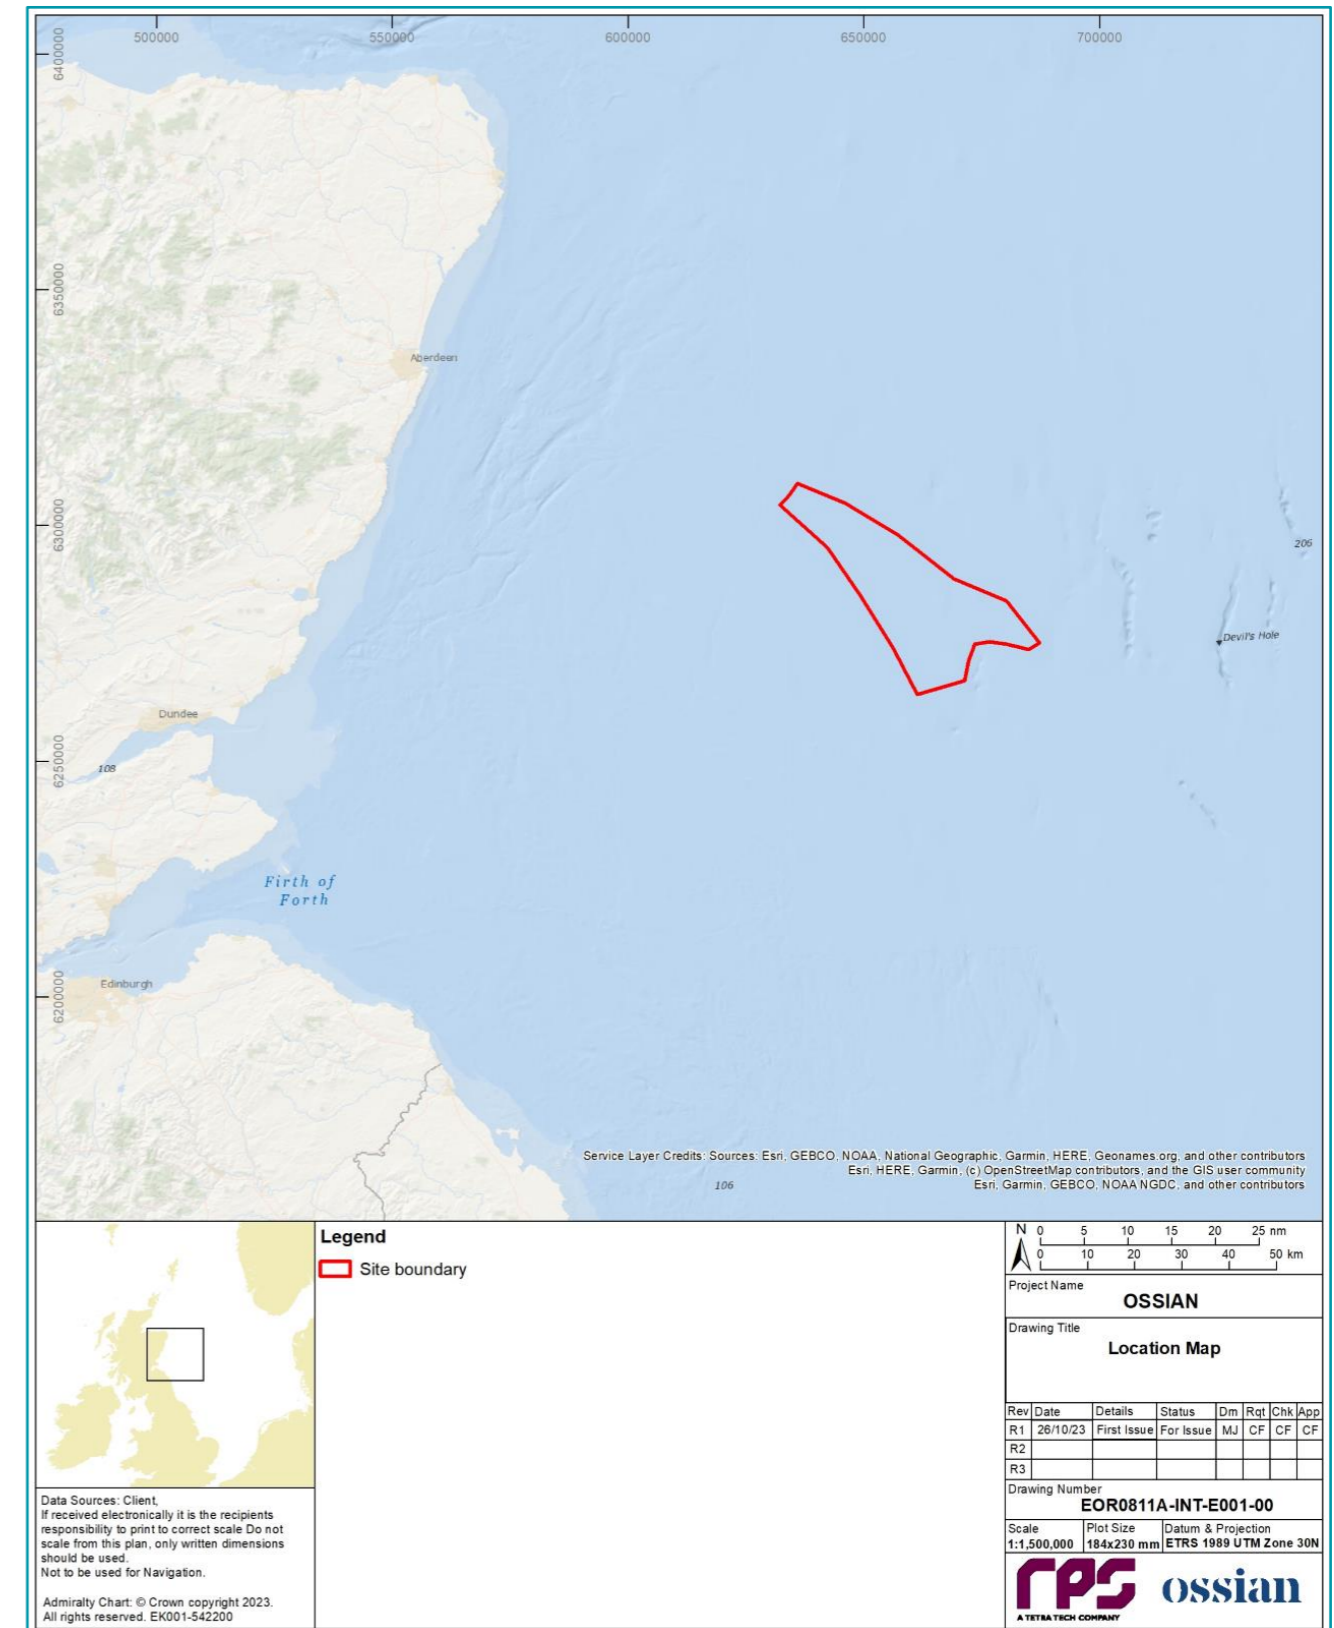 500000 550000 600000 650000 700000
6400000
6350000
Aberdeen
6300000
206
Devil's Hole
Dundee
6250000
108
Firth of
Forth
6200000
Edinburgh
Service Layer Credits: Sources: Esri, GEBCO, NOAA, National Geographic, Garmin, HERE, Geonames.org, and other contributors
Esri, HERE, Garmin, (c) OpenStreetMap contributors, and the GIS user community
Esri, Garmin, GEBCO, NOAA NGDC, and other contributors
106
Legend
Site boundary
N 0 5 10 15 20 25 nm
0 10 20 30 40 50 km
Project Name
OSSIAN
Drawing Title
Location Map
Rev Date Details Status Dm Rqt Chk App
R1 26/10/23 First Issue For Issue MJ CF CF CF
R2
R3
Drawing Number
EOR0811A-INT-E001-00
Scale Plot Size Datum & Projection
1:1,500,000 184x230 mm ETRS 1989 UTM Zone 30N
Data Sources: Client,
If received electronically it is the recipients
responsibility to print to correct scale Do not
scale from this plan, only written dimensions
should be used.
Not to be used for Navigation.
Admiralty Chart: © Crown copyright 2023.
All rights reserved. EK001-542200
rps
A TETRA TECH COMPANY
ossian